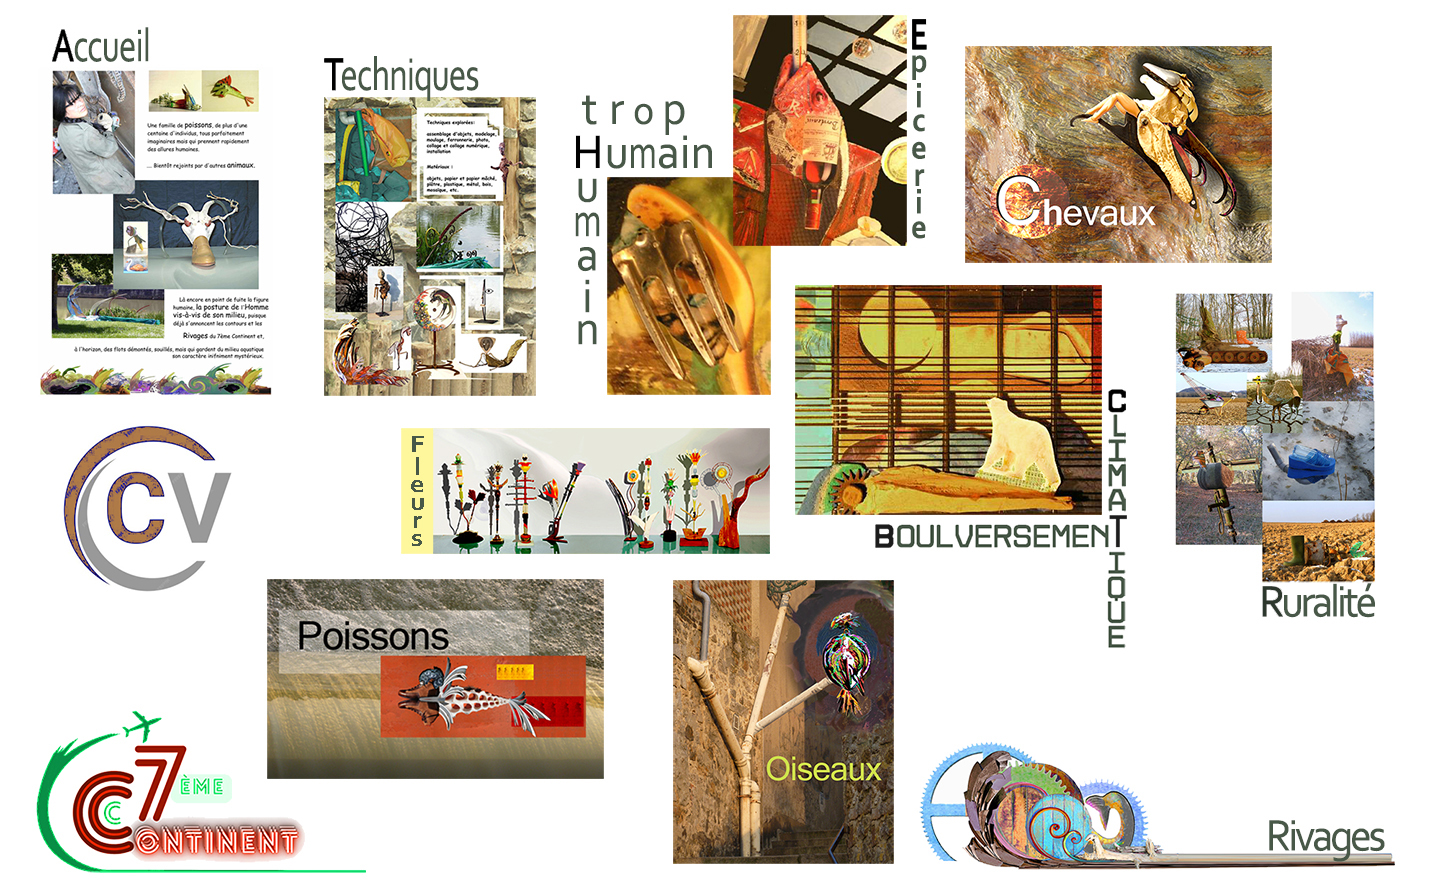 Accueil
Une famille de poissons, de plus d'une
centaine d'individus, tous parfaitement
imaginaires mais qui prennent rapidement
des allures humaines.
... Bientôt rejoints par d'autres animaux.
Là encore en point de fuite la figure
humaine, la posture de l'Homme
vis-à-vis de son milieu, puisque
déjà s'annoncent les contours et les
Rivages du 7ème Continent et,
à l'horizon, des flots démontés, souillés, mais qui gardent du milieu aquatique
son caractère infiniment mystérieux.
Techniques
Techniques explorées:
assemblage d'objets, modelage,
moulage, ferronnerie, photo,
collage et collage numérique,
installation
Matériaux :
objets, papier et papier mâché,
plâtre, plastique, métal, bois,
mosaïque, etc.
trop
Humain
Humain
Epicerie
Bordeaux
Chevaux
CV
Fleurs
BOULVERSEMENT
CLIMATIQUE
Ruralité
Poissons
Oiseaux
7ÈME
CONTINENT
Rivages